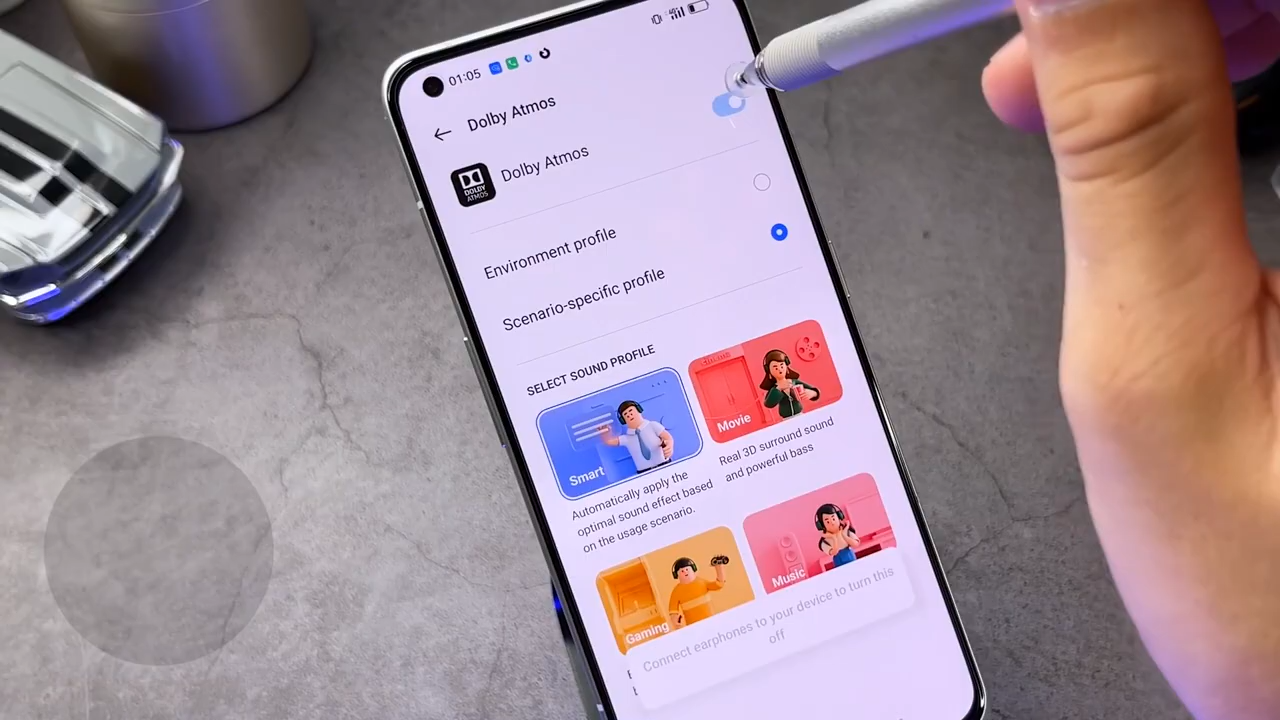 01:05
Dolby Atmos
DOLBY
ATMOS
Dolby Atmos
Environment profile
Scenario-specific profile
SELECT SOUND PROFILE
Smart
Automatically apply the
optimal sound effect based
on the usage scenario.
Movie
Real 3D surround sound
and powerful bass
Gaming
Music
Connect earphones to your device to turn this
off